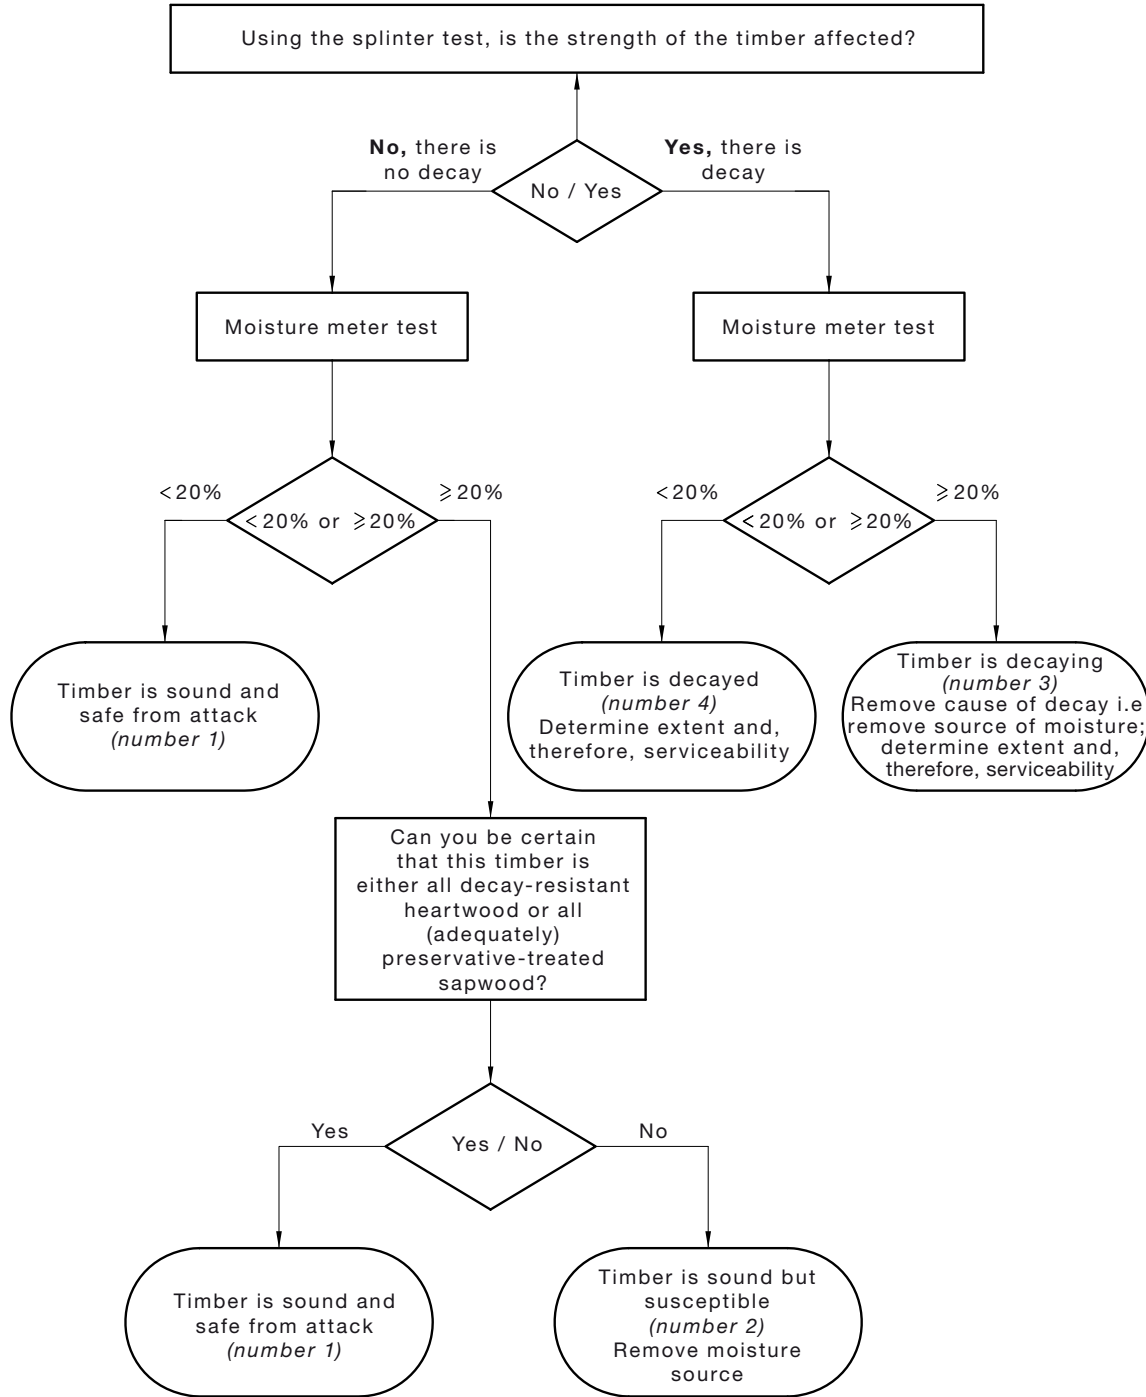 Using the splinter test, is the strength of the timber affected?
No, there is
no decay
Yes, there is
decay
No / Yes
Moisture meter test
Moisture meter test
<20%
<20% or ≥20%
≥20%
<20%
<20% or ≥20%
≥20%
Timber is sound and
safe from attack
(number 1)
Timber is decayed
(number 4)
Determine extent and,
therefore, serviceability
Timber is decaying
(number 3)
Remove cause of decay i.e
remove source of moisture;
determine extent and,
therefore, serviceability
Can you be certain
that this timber is
either all decay-resistant
heartwood or all
(adequately)
preservative-treated
sapwood?
Yes
Yes / No
No
Timber is sound and
safe from attack
(number 1)
Timber is sound but
susceptible
(number 2)
Remove moisture
source